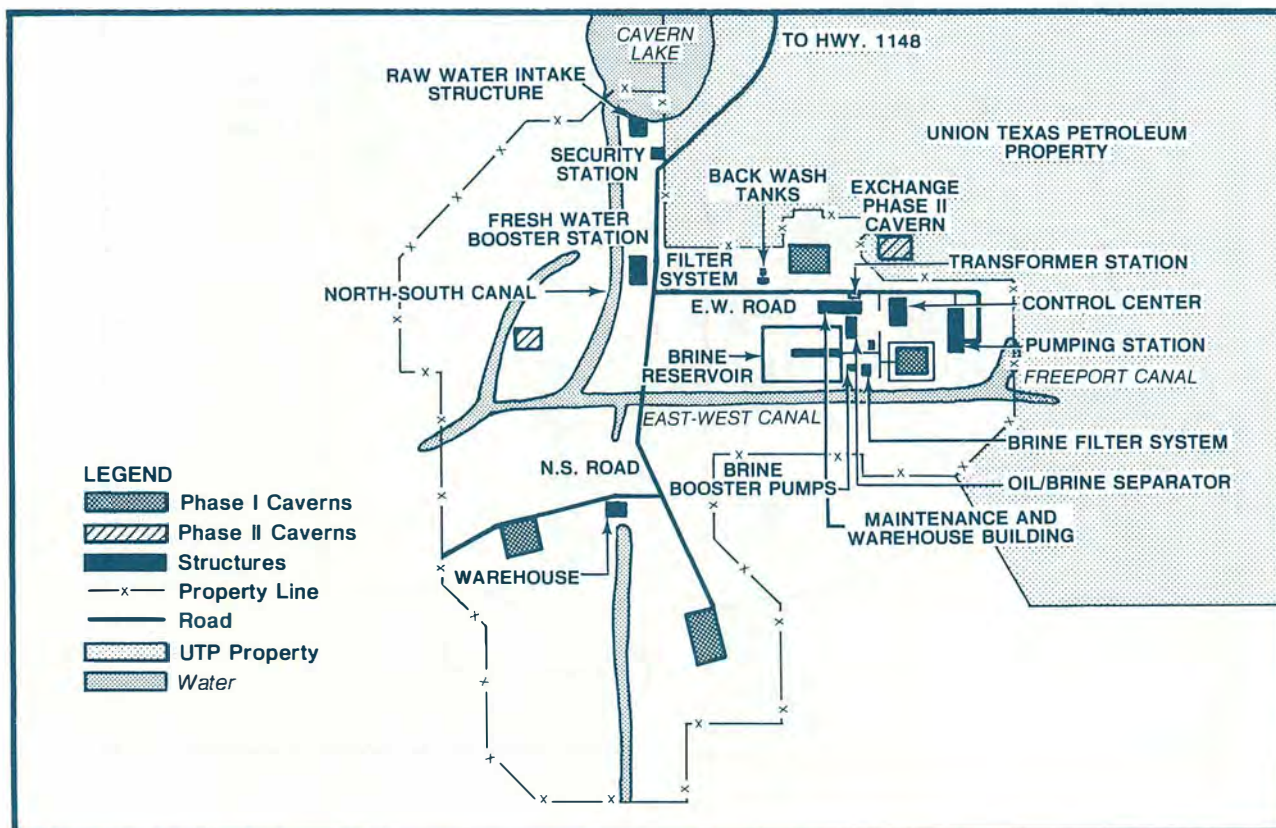 CAVERN
LAKE
TO HWY. 1148
RAW WATER INTAKE
STRUCTURE
UNION TEXAS PETROLEUM
PROPERTY
SECURITY
STATION
BACK WASH
TANKS
EXCHANGE
PHASE II
CAVERN
FRESH WATER
BOOSTER STATION
FILTER
SYSTEM
TRANSFORMER STATION
NORTH-SOUTH CANAL
E.W. ROAD
CONTROL CENTER
BRINE
RESERVOIR
PUMPING STATION
FREEPORT CANAL
EAST-WEST CANAL
BRINE FILTER SYSTEM
N.S. ROAD
BRINE
BOOSTER PUMPS
OIL/BRINE SEPARATOR
MAINTENANCE AND
WAREHOUSE BUILDING
WAREHOUSE
LEGEND
Phase I Caverns
Phase II Caverns
Structures
Property Line
Road
UTP Property
Water